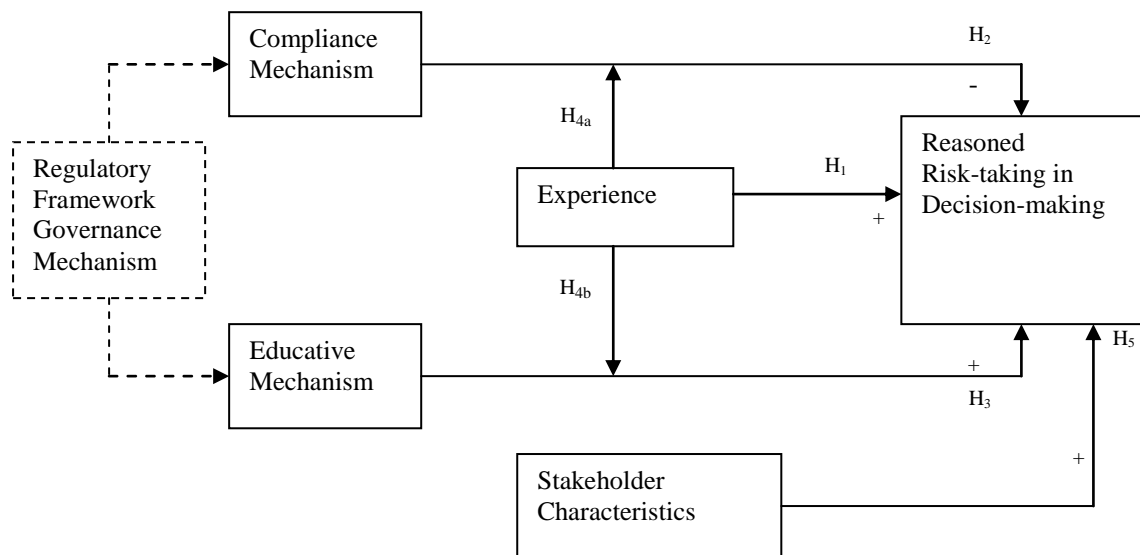 Compliance
Mechanism
H2
-
H4a
Regulatory
Framework
Governance
Mechanism
Experience
H1
+
Reasoned
Risk-taking in
Decision-making
H4b
Educative
Mechanism
+
H3
H5
+
Stakeholder
Characteristics